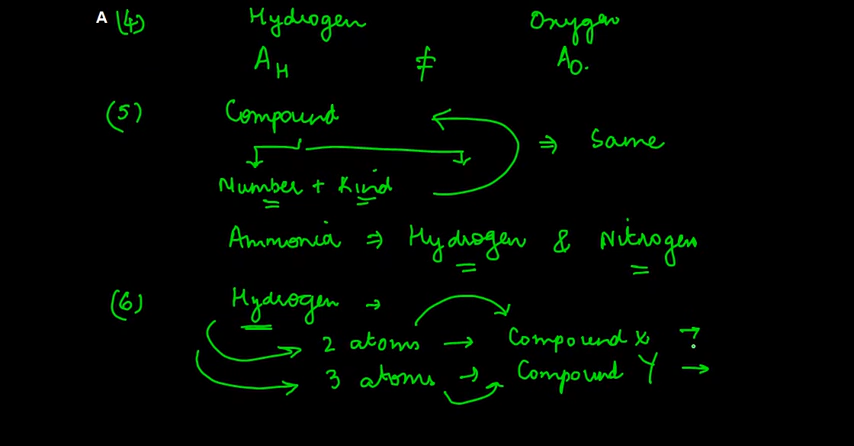 A (4) Hydrogen Oxygen
A_H ≠ A_O.
(5) Compound ⇒ Same
Number + Kind
Ammonia ⇒ Hydrogen & Nitrogen
(6) Hydrogen →
2 atoms → Compound X → ?
3 atoms → Compound Y →